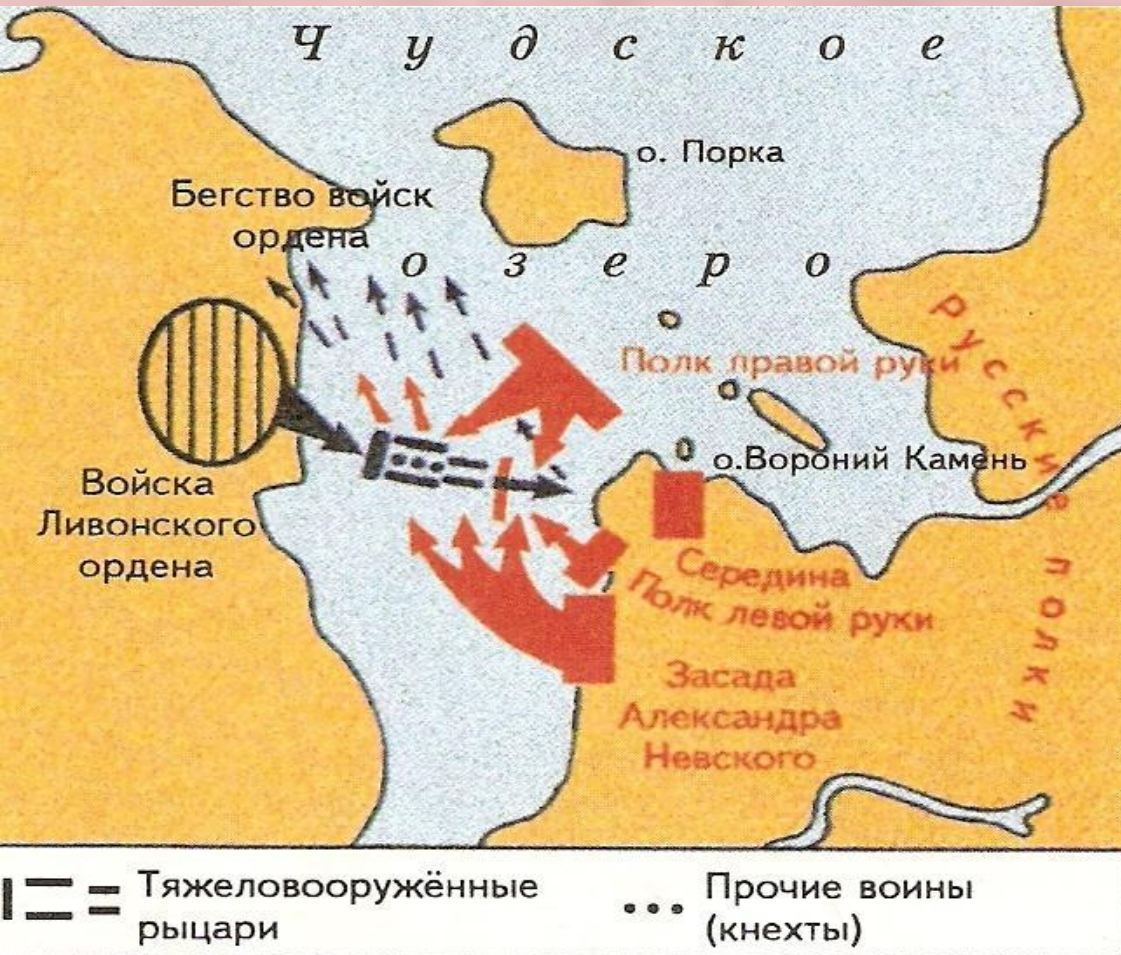 Чудское
о. Порка
Бегство войск
ордена
озеро
Полк правой руки
Русские полки
о.Вороний Камень
Войска
Ливонского
ордена
Середина
Полк левой руки
Засада
Александра
Невского
Тяжеловооружённые
рыцари
Прочие воины
(кнехты)